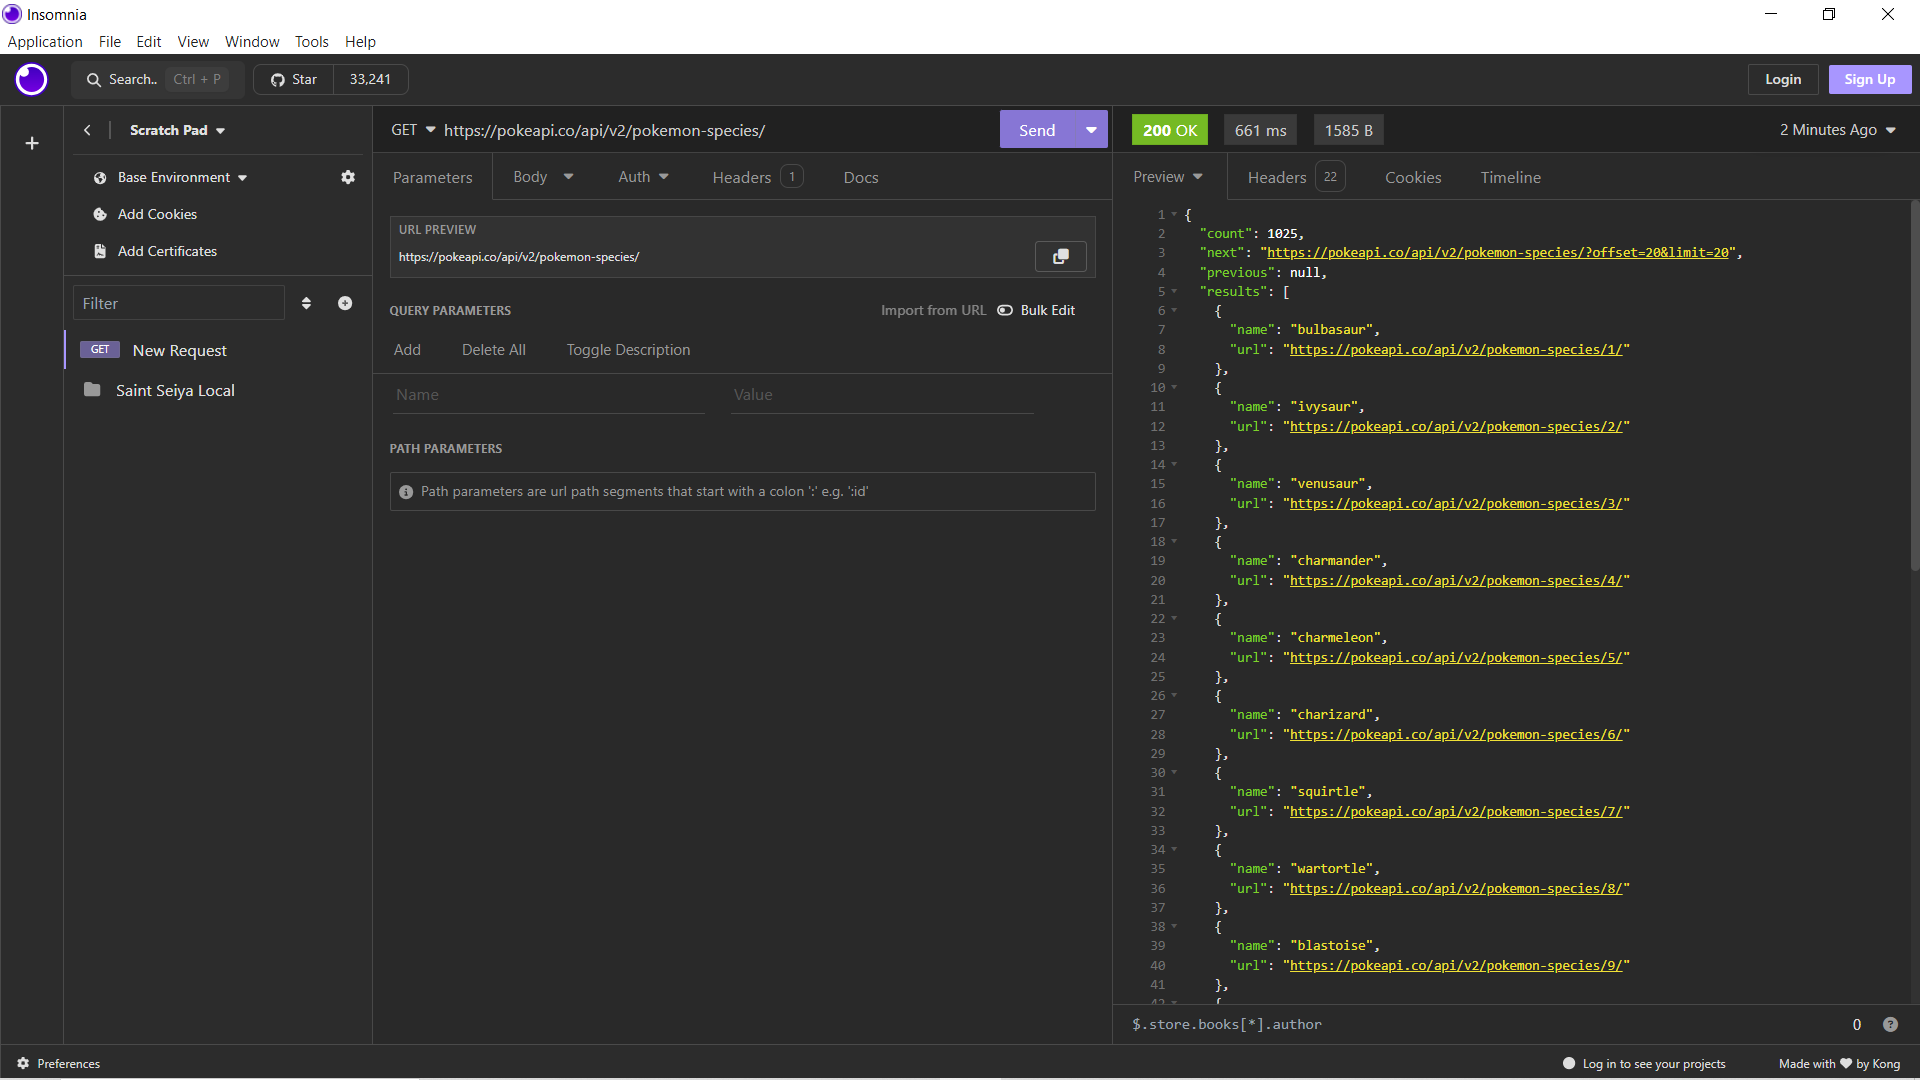 Insomnia
Application File Edit View Window Tools Help
Search.. Ctrl + P Star 33,241 Login Sign Up
Scratch Pad
Base Environment
Add Cookies
Add Certificates
Filter
GET New Request
Saint Seiya Local
GET https://pokeapi.co/api/v2/pokemon-species/ Send
Parameters Body Auth Headers 1 Docs
URL PREVIEW
https://pokeapi.co/api/v2/pokemon-species/
QUERY PARAMETERS Import from URL Bulk Edit
Add Delete All Toggle Description
Name Value
PATH PARAMETERS
Path parameters are url path segments that start with a colon ':' e.g. ':id'
200 OK 661 ms 1585 B 2 Minutes Ago
Preview Headers 22 Cookies Timeline
1 {
2 "count": 1025,
3 "next": "https://pokeapi.co/api/v2/pokemon-species/?offset=20&limit=20",
4 "previous": null,
5 "results": [
6 {
7 "name": "bulbasaur",
8 "url": "https://pokeapi.co/api/v2/pokemon-species/1/"
9 },
10 {
11 "name": "ivysaur",
12 "url": "https://pokeapi.co/api/v2/pokemon-species/2/"
13 },
14 {
15 "name": "venusaur",
16 "url": "https://pokeapi.co/api/v2/pokemon-species/3/"
17 },
18 {
19 "name": "charmander",
20 "url": "https://pokeapi.co/api/v2/pokemon-species/4/"
21 },
22 {
23 "name": "charmeleon",
24 "url": "https://pokeapi.co/api/v2/pokemon-species/5/"
25 },
26 {
27 "name": "charizard",
28 "url": "https://pokeapi.co/api/v2/pokemon-species/6/"
29 },
30 {
31 "name": "squirtle",
32 "url": "https://pokeapi.co/api/v2/pokemon-species/7/"
33 },
34 {
35 "name": "wartortle",
36 "url": "https://pokeapi.co/api/v2/pokemon-species/8/"
37 },
38 {
39 "name": "blastoise",
40 "url": "https://pokeapi.co/api/v2/pokemon-species/9/"
41 },
42 {
$.store.books[*].author 0
Preferences Log in to see your projects Made with ♥ by Kong